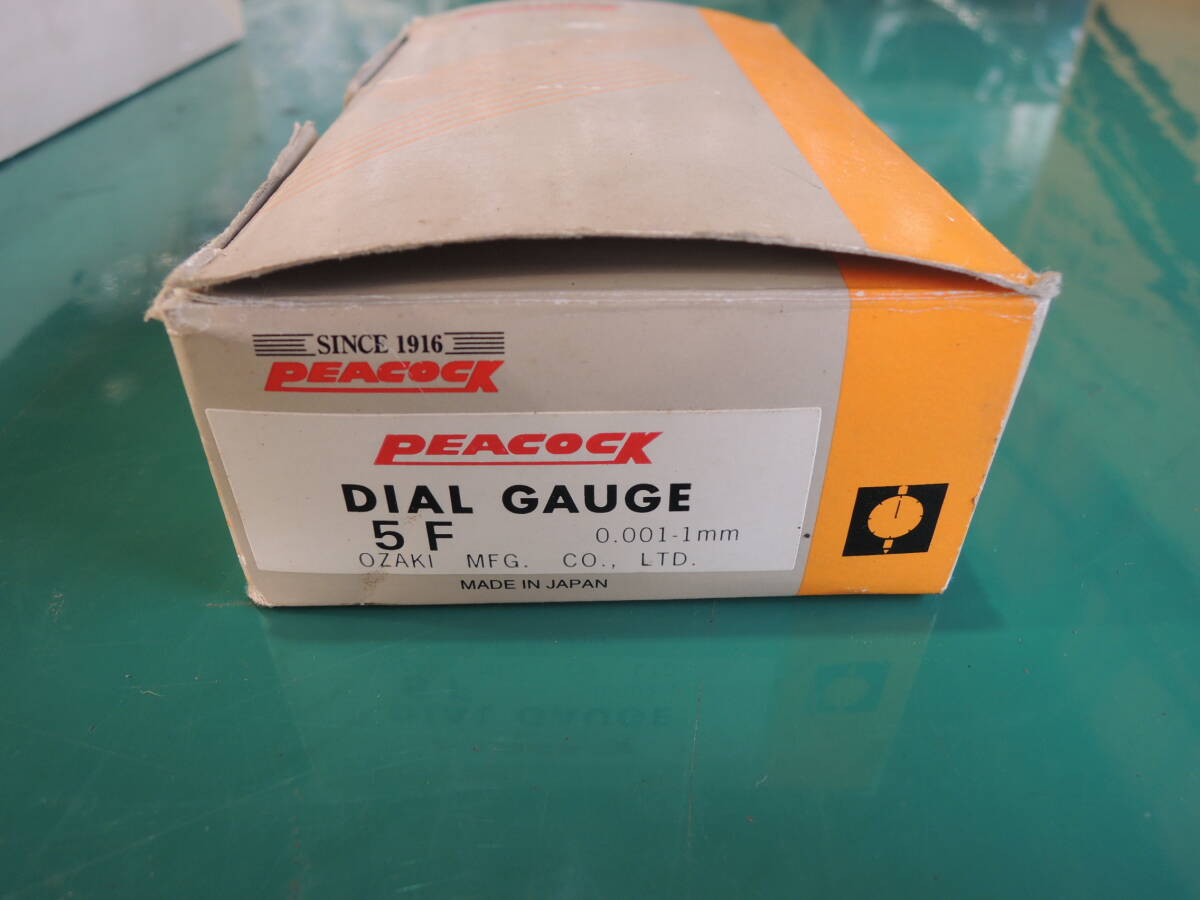 SINCE 1916
PEACOCK
PEACOCK
DIAL GAUGE
5F 0.001-1mm
OZAKI MFG. CO., LTD.
MADE IN JAPAN